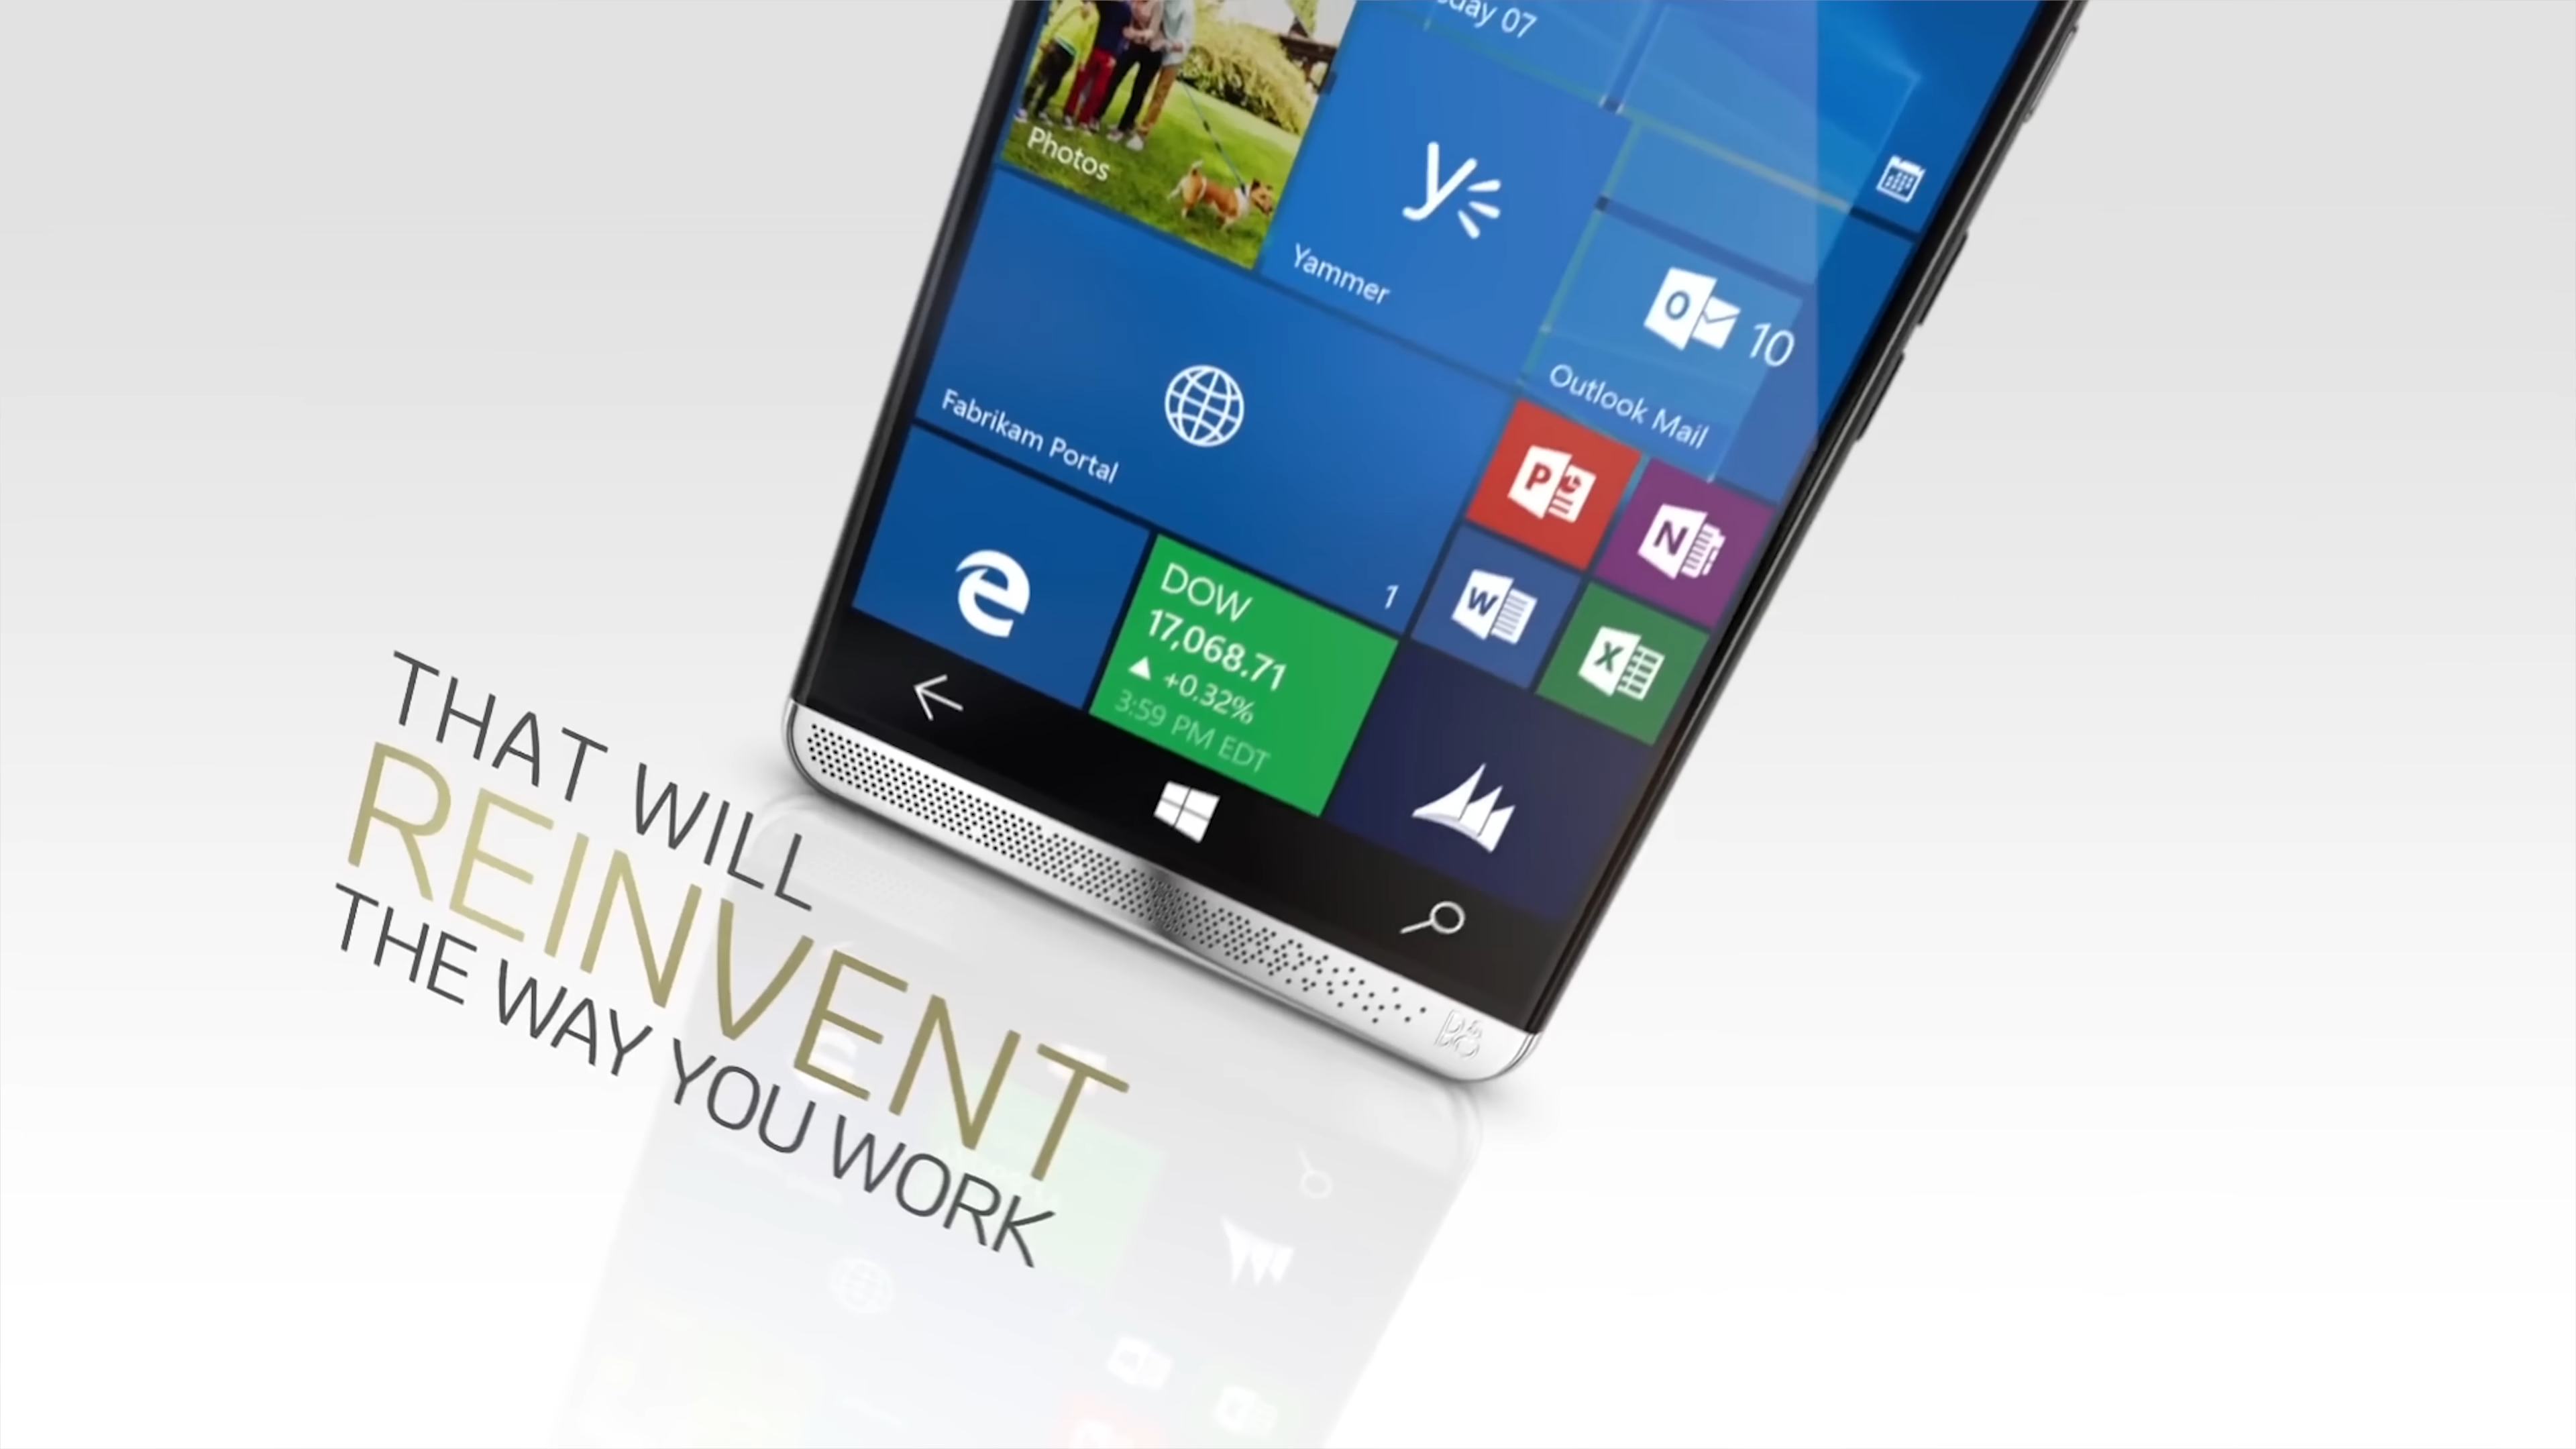 day 07
Photos
Yammer
10
Outlook Mail
Fabrikam Portal
1
DOW
17,068.71
+0.32%
3:59 PM EDT
B&O
THAT WILL
REINVENT
THE WAY YOU WORK